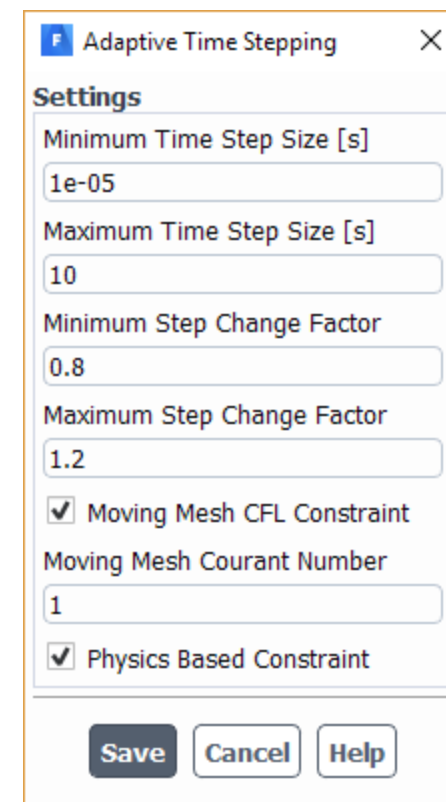 F Adaptive Time Stepping
Settings
Minimum Time Step Size [s]
1e-05
Maximum Time Step Size [s]
10
Minimum Step Change Factor
0.8
Maximum Step Change Factor
1.2
Moving Mesh CFL Constraint
Moving Mesh Courant Number
1
Physics Based Constraint
Save Cancel Help